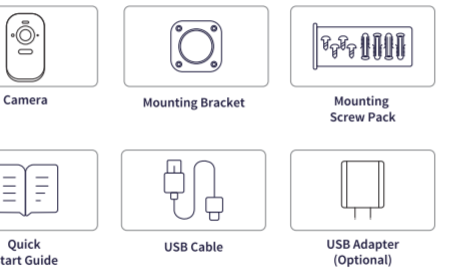 Camera
Mounting Bracket
Mounting
Screw Pack
Quick
tart Guide
USB Cable
USB Adapter
(Optional)